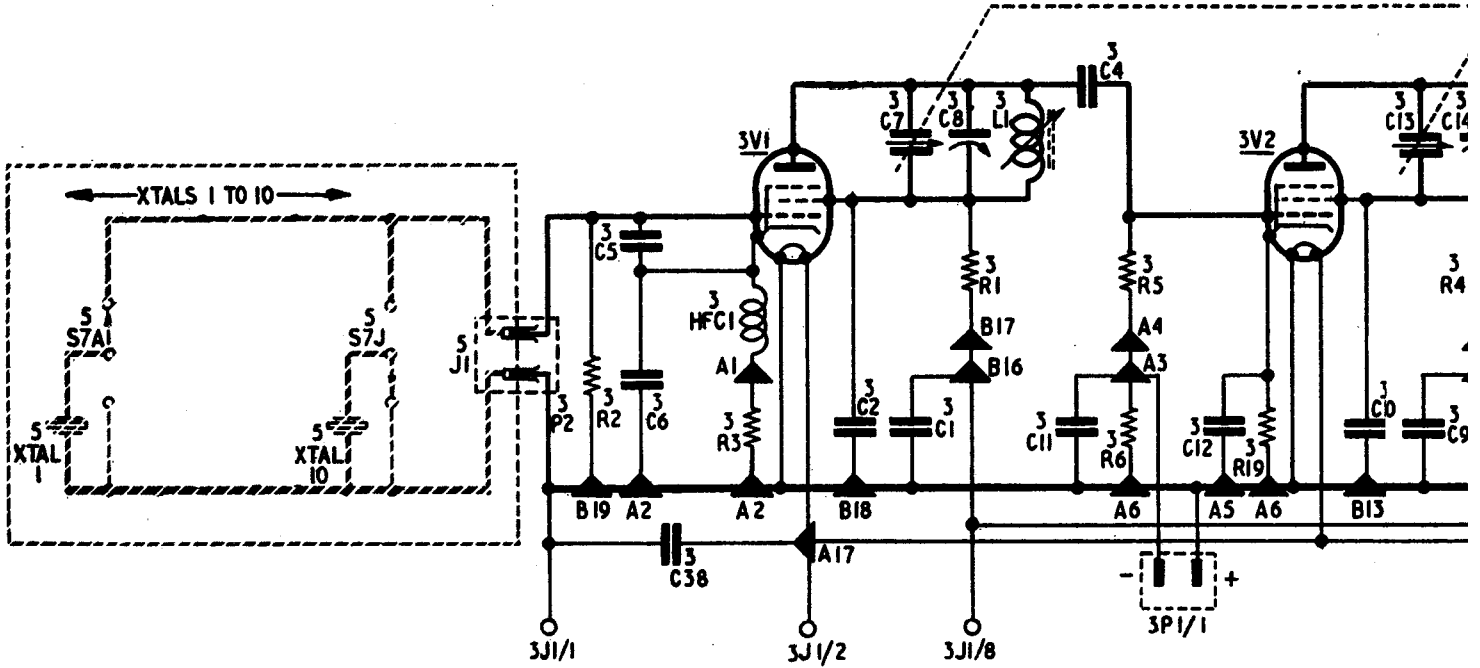 3
C4
3
C7
3
C8
3
L1
3
C13
3
C14
3V1
3V2
XTALS 1 TO 10
3
C5
3
R1
3
R5
3
R4
3
HFC1
5
S7A1
5
S7J
5
J1
B17
A4
A1
B16
A3
3
P2
3
R2
3
C6
3
R3
3
C2
3
C1
3
C11
3
R6
3
C12
3
R19
3
C10
3
C9
5
XTAL
1
5
XTAL
10
B19
A2
A2
B18
A6
A5
A6
B13
3
C38
A17
-
+
3P1/1
3J1/1
3J1/2
3J1/8